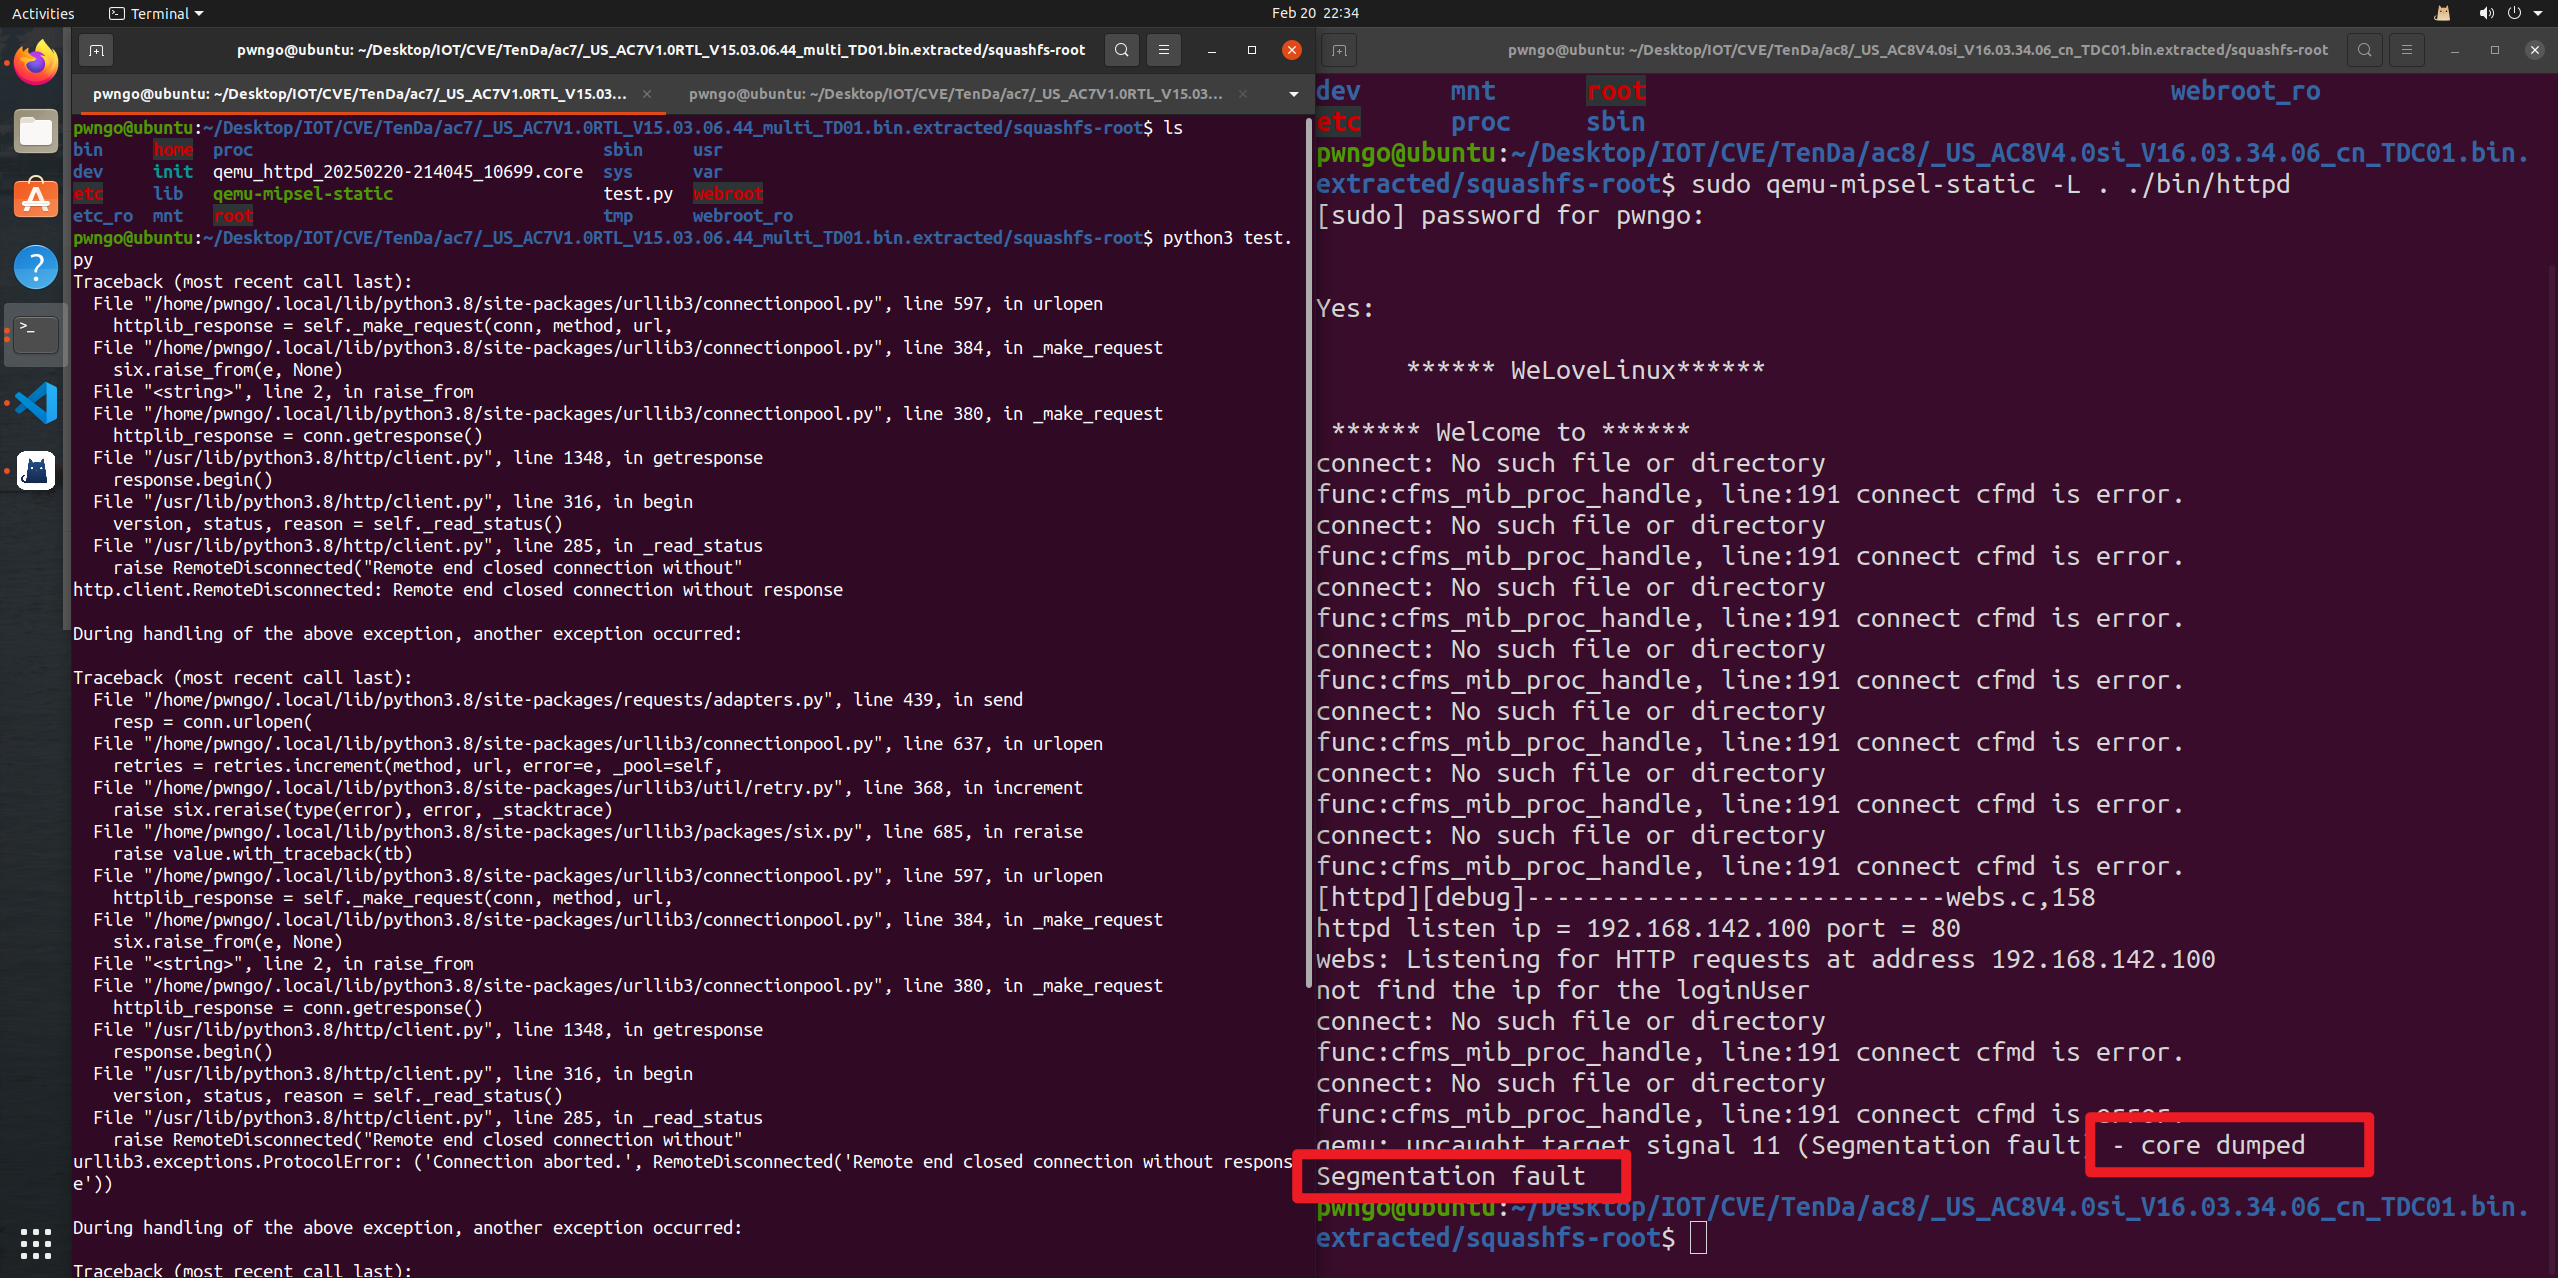 Activities
Terminal
Feb 20 22:34
pwngo@ubuntu: ~/Desktop/IOT/CVE/TenDa/ac7/_US_AC7V1.0RTL_V15.03.06.44_multi_TD01.bin.extracted/squashfs-root
pwngo@ubuntu: ~/Desktop/IOT/CVE/TenDa/ac7/_US_AC7V1.0RTL_V15.03...
pwngo@ubuntu: ~/Desktop/IOT/CVE/TenDa/ac7/_US_AC7V1.0RTL_V15.03...
pwngo@ubuntu:~/Desktop/IOT/CVE/TenDa/ac7/_US_AC7V1.0RTL_V15.03.06.44_multi_TD01.bin.extracted/squashfs-root$ ls
bin home proc sbin usr
dev init qemu_httpd_20250220-214045_10699.core sys var
etc lib qemu-mipsel-static test.py webroot
etc_ro mnt root tmp webroot_ro
pwngo@ubuntu:~/Desktop/IOT/CVE/TenDa/ac7/_US_AC7V1.0RTL_V15.03.06.44_multi_TD01.bin.extracted/squashfs-root$ python3 test.
py
Traceback (most recent call last):
  File "/home/pwngo/.local/lib/python3.8/site-packages/urllib3/connectionpool.py", line 597, in urlopen
    httplib_response = self._make_request(conn, method, url,
  File "/home/pwngo/.local/lib/python3.8/site-packages/urllib3/connectionpool.py", line 384, in _make_request
    six.raise_from(e, None)
  File "<string>", line 2, in raise_from
  File "/home/pwngo/.local/lib/python3.8/site-packages/urllib3/connectionpool.py", line 380, in _make_request
    httplib_response = conn.getresponse()
  File "/usr/lib/python3.8/http/client.py", line 1348, in getresponse
    response.begin()
  File "/usr/lib/python3.8/http/client.py", line 316, in begin
    version, status, reason = self._read_status()
  File "/usr/lib/python3.8/http/client.py", line 285, in _read_status
    raise RemoteDisconnected("Remote end closed connection without"
http.client.RemoteDisconnected: Remote end closed connection without response

During handling of the above exception, another exception occurred:

Traceback (most recent call last):
  File "/home/pwngo/.local/lib/python3.8/site-packages/requests/adapters.py", line 439, in send
    resp = conn.urlopen(
  File "/home/pwngo/.local/lib/python3.8/site-packages/urllib3/connectionpool.py", line 637, in urlopen
    retries = retries.increment(method, url, error=e, _pool=self,
  File "/home/pwngo/.local/lib/python3.8/site-packages/urllib3/util/retry.py", line 368, in increment
    raise six.reraise(type(error), error, _stacktrace)
  File "/home/pwngo/.local/lib/python3.8/site-packages/urllib3/packages/six.py", line 685, in reraise
    raise value.with_traceback(tb)
  File "/home/pwngo/.local/lib/python3.8/site-packages/urllib3/connectionpool.py", line 597, in urlopen
    httplib_response = self._make_request(conn, method, url,
  File "/home/pwngo/.local/lib/python3.8/site-packages/urllib3/connectionpool.py", line 384, in _make_request
    six.raise_from(e, None)
  File "<string>", line 2, in raise_from
  File "/home/pwngo/.local/lib/python3.8/site-packages/urllib3/connectionpool.py", line 380, in _make_request
    httplib_response = conn.getresponse()
  File "/usr/lib/python3.8/http/client.py", line 1348, in getresponse
    response.begin()
  File "/usr/lib/python3.8/http/client.py", line 316, in begin
    version, status, reason = self._read_status()
  File "/usr/lib/python3.8/http/client.py", line 285, in _read_status
    raise RemoteDisconnected("Remote end closed connection without"
urllib3.exceptions.ProtocolError: ('Connection aborted.', RemoteDisconnected('Remote end closed connection without respons
e'))

During handling of the above exception, another exception occurred:

Traceback (most recent call last):
pwngo@ubuntu: ~/Desktop/IOT/CVE/TenDa/ac8/_US_AC8V4.0si_V16.03.34.06_cn_TDC01.bin.extracted/squashfs-root
dev mnt root webroot_ro
etc proc sbin
pwngo@ubuntu:~/Desktop/IOT/CVE/TenDa/ac8/_US_AC8V4.0si_V16.03.34.06_cn_TDC01.bin.
extracted/squashfs-root$ sudo qemu-mipsel-static -L . ./bin/httpd
[sudo] password for pwngo:
Yes:
****** WeLoveLinux******
****** Welcome to ******
connect: No such file or directory
func:cfms_mib_proc_handle, line:191 connect cfmd is error.
connect: No such file or directory
func:cfms_mib_proc_handle, line:191 connect cfmd is error.
connect: No such file or directory
func:cfms_mib_proc_handle, line:191 connect cfmd is error.
connect: No such file or directory
func:cfms_mib_proc_handle, line:191 connect cfmd is error.
connect: No such file or directory
func:cfms_mib_proc_handle, line:191 connect cfmd is error.
connect: No such file or directory
func:cfms_mib_proc_handle, line:191 connect cfmd is error.
connect: No such file or directory
func:cfms_mib_proc_handle, line:191 connect cfmd is error.
[httpd][debug]----------------------------webs.c,158
httpd listen ip = 192.168.142.100 port = 80
webs: Listening for HTTP requests at address 192.168.142.100
not find the ip for the loginUser
connect: No such file or directory
func:cfms_mib_proc_handle, line:191 connect cfmd is error.
connect: No such file or directory
func:cfms_mib_proc_handle, line:191 connect cfmd is error.
qemu: uncaught target signal 11 (Segmentation fault) - core dumped
Segmentation fault
pwngo@ubuntu:~/Desktop/IOT/CVE/TenDa/ac8/_US_AC8V4.0si_V16.03.34.06_cn_TDC01.bin.
extracted/squashfs-root$